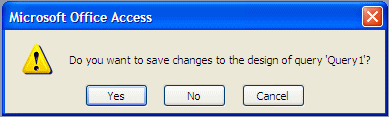 Microsoft Office Access
Do you want to save changes to the design of query 'Query1'?
Yes No Cancel